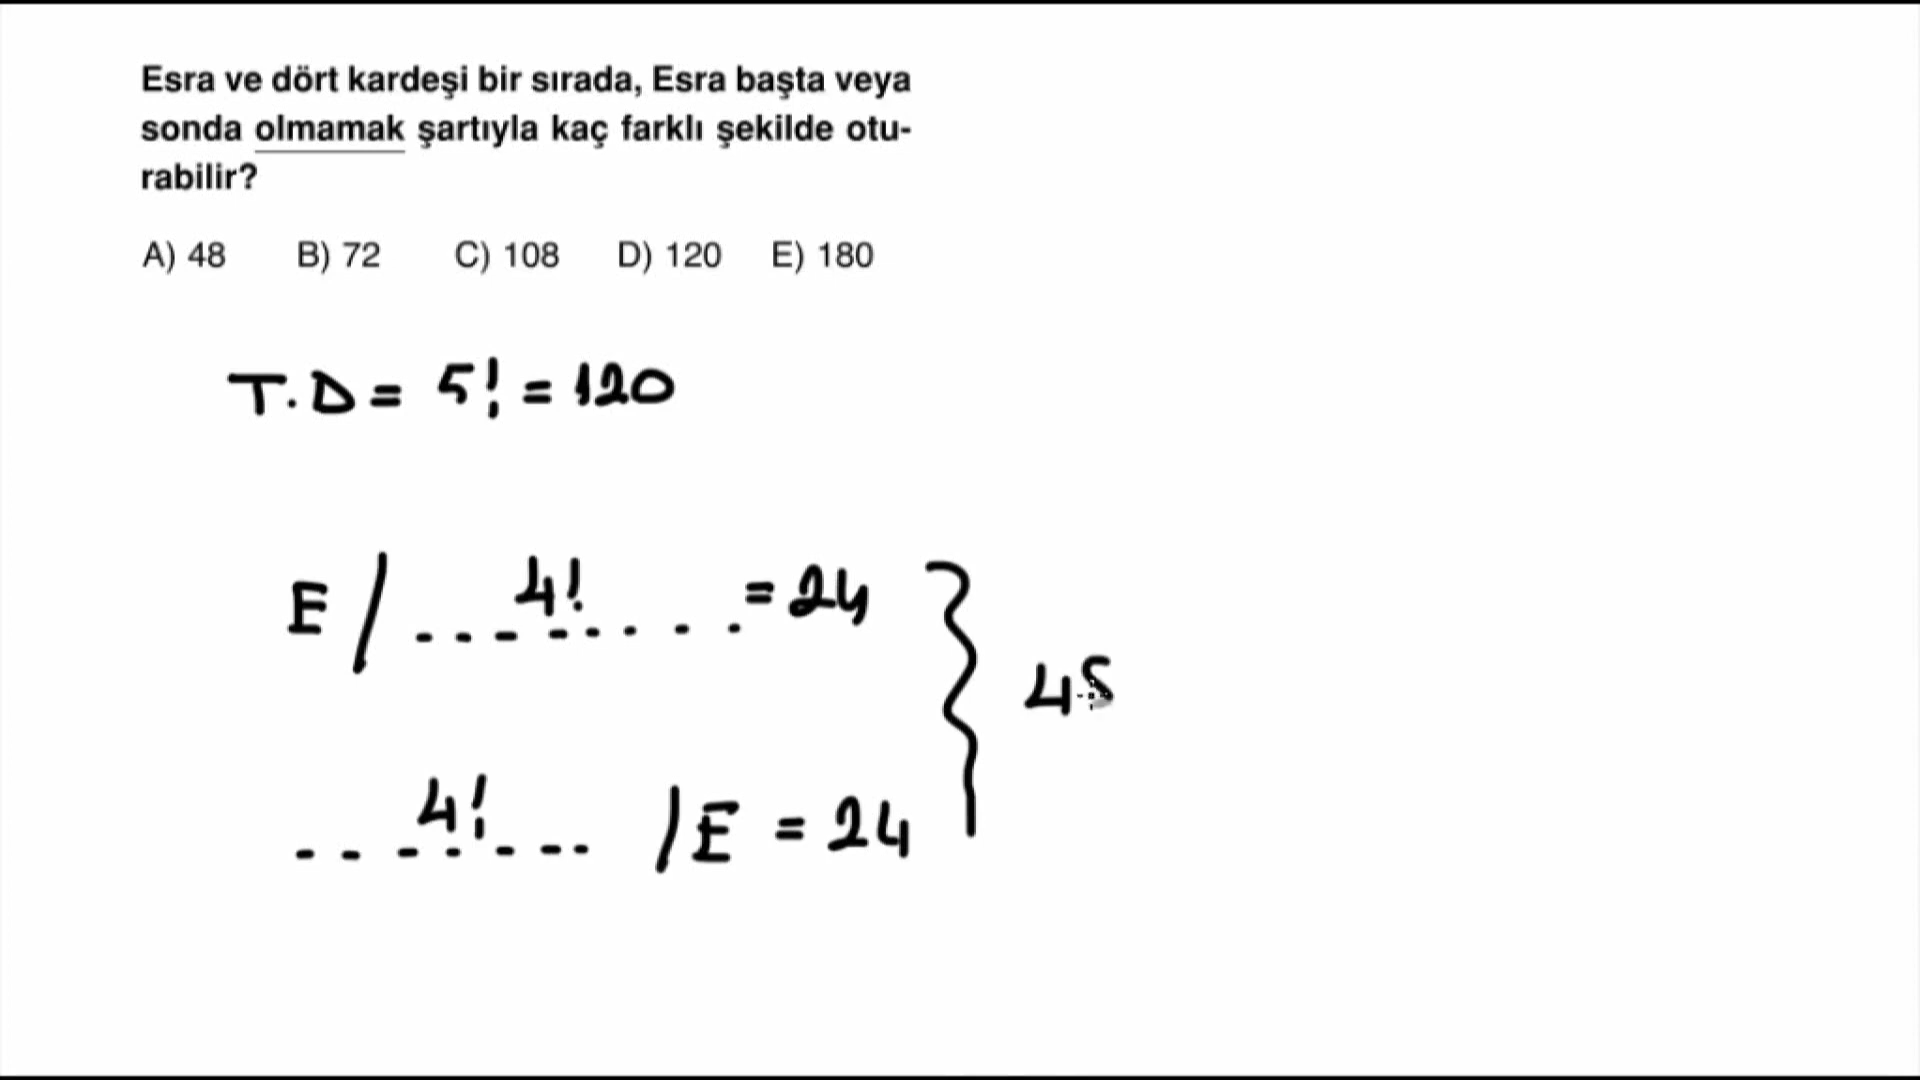 Esra ve dört kardeşi bir sırada, Esra başta veya
sonda olmamak şartıyla kaç farklı şekilde otu-
rabilir?
A) 48 B) 72 C) 108 D) 120 E) 180
T.D = 5! = 120
E / 4! = 24
4! / E = 24